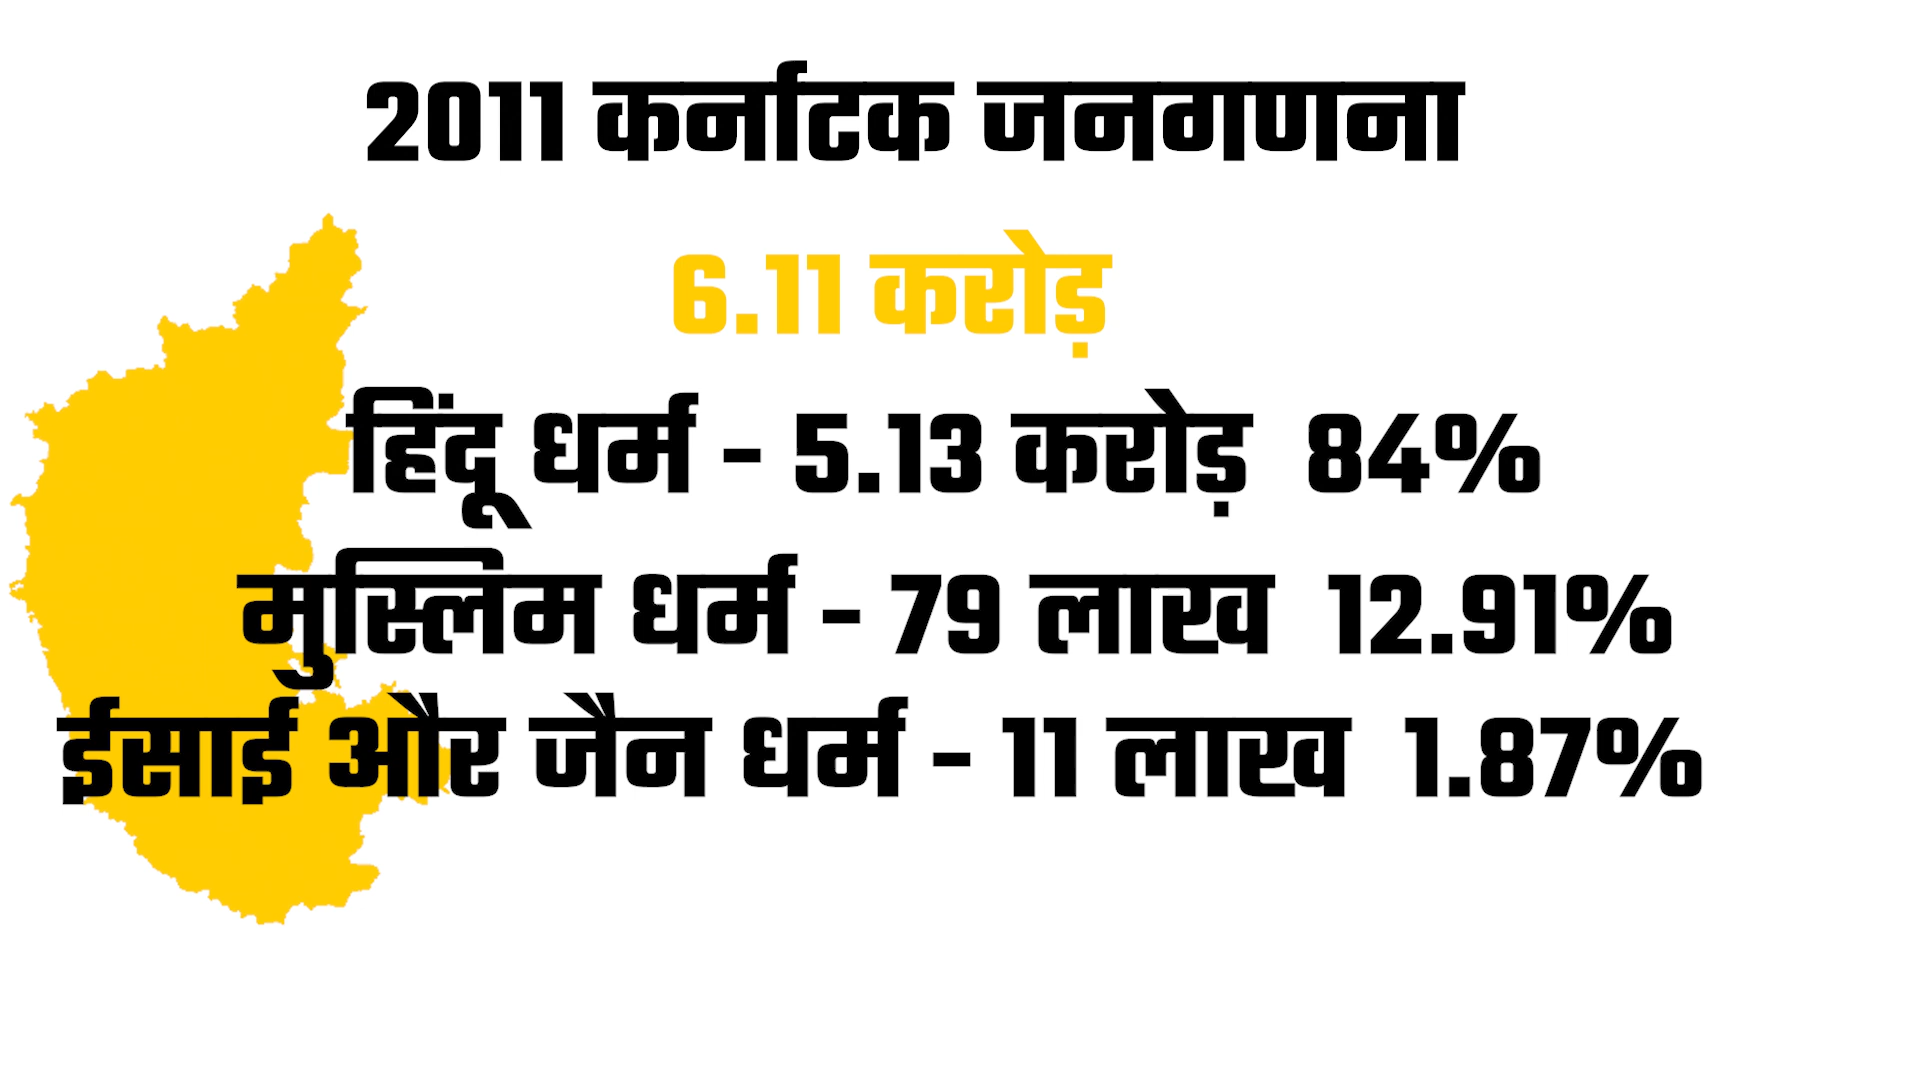 2011 कर्नाटक जनगणना
6.11 करोड़
हिंदू धर्म - 5.13 करोड़ 84%
मुस्लिम धर्म - 79 लाख 12.91%
ईसाई और जैन धर्म - 11 लाख 1.87%